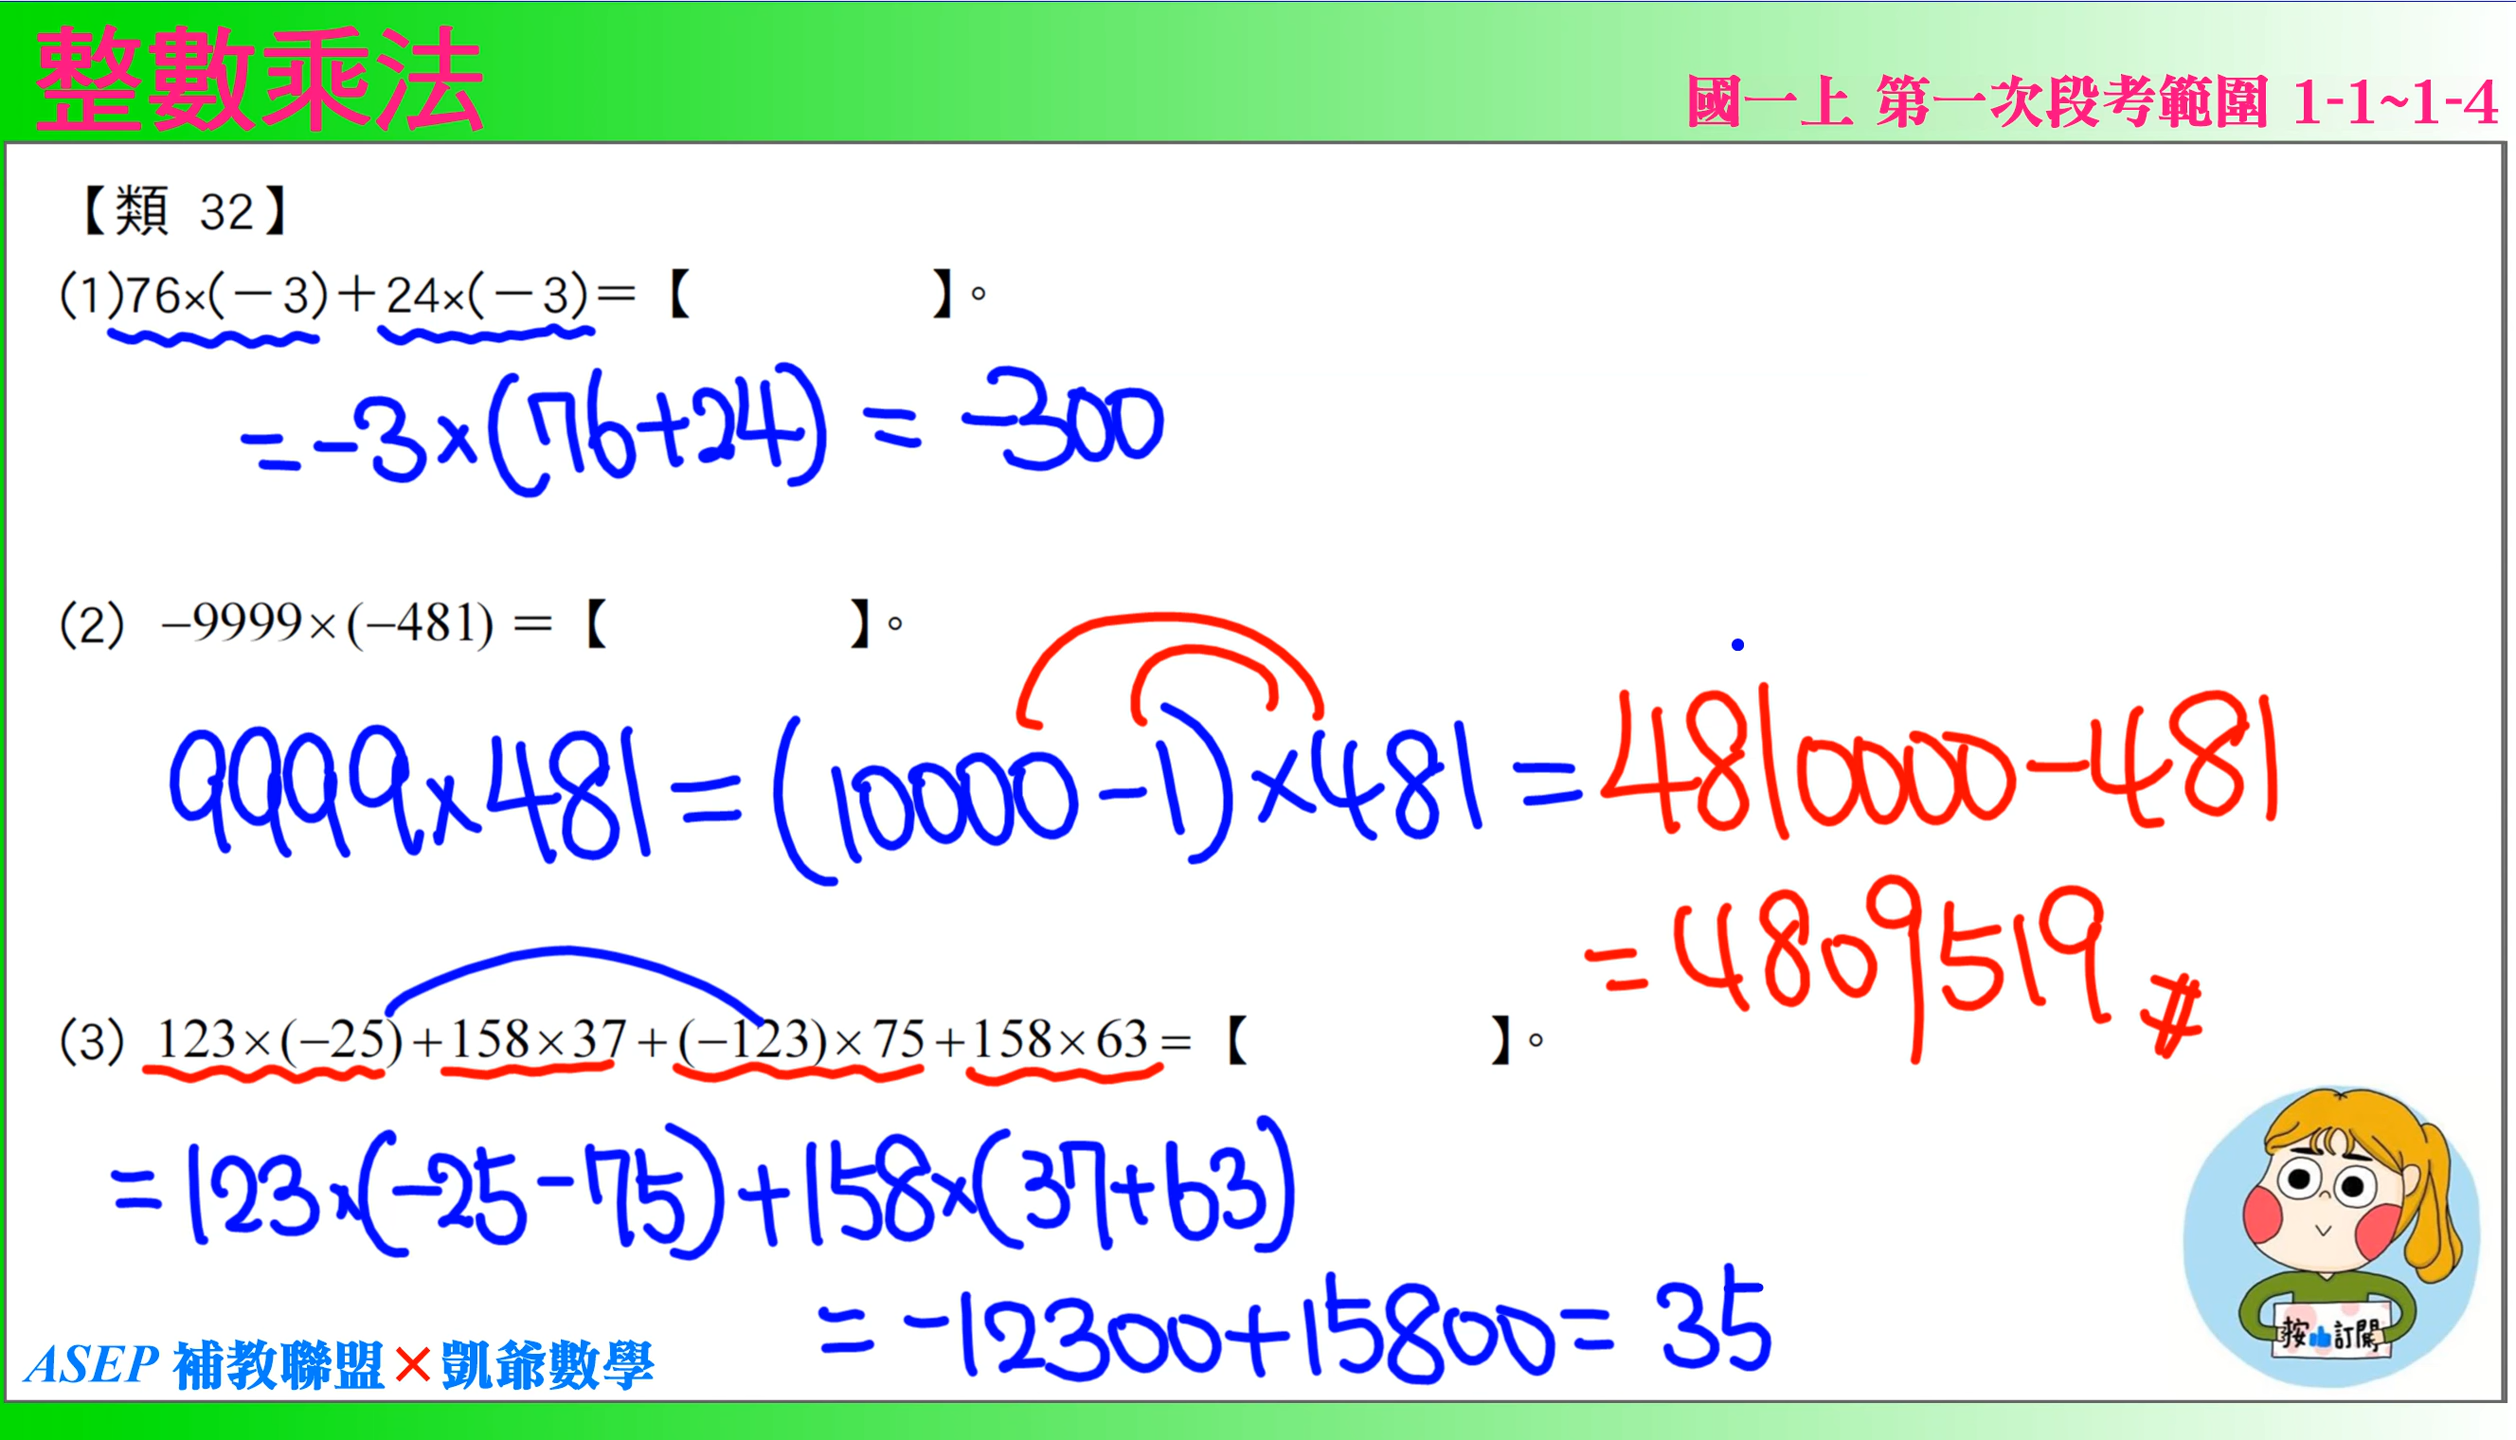 整數乘法
國一上 第一次段考範圍 1-1~1-4
【類 32】
(1)76×(－3)＋24×(－3)＝【 】。
=-3×(76+24) = -300
(2) −9999×(−481) =【 】。
9999×481 = (10000-1)×481 = 4810000-481
= 4809519 #
(3) 123×(−25)+158×37+(−123)×75+158×63=【 】。
=123×(-25-75)+158×(37+63)
= -12300+15800= 35
ASEP 補教聯盟×凱爺數學
按 訂閱